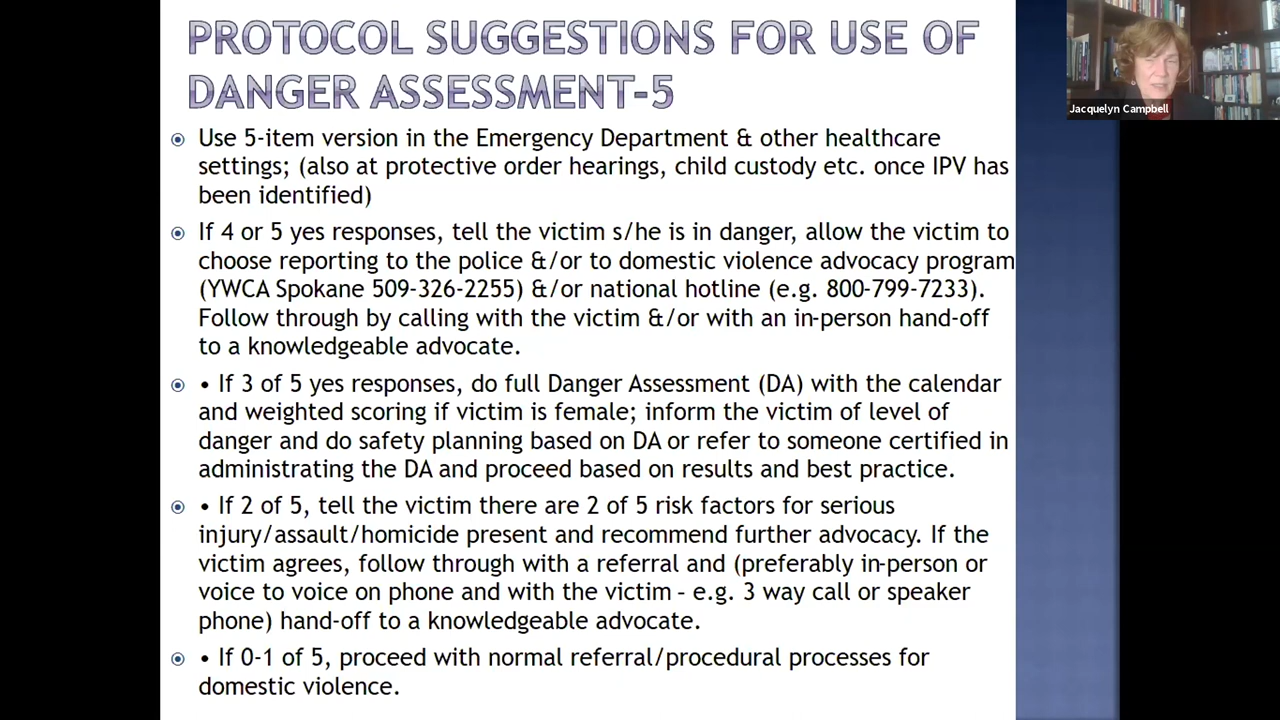 PROTOCOL SUGGESTIONS FOR USE OF
DANGER ASSESSMENT-5
Jacquelyn Campbell
Use 5-item version in the Emergency Department & other healthcare
settings; (also at protective order hearings, child custody etc. once IPV has
been identified)
If 4 or 5 yes responses, tell the victim s/he is in danger, allow the victim to
choose reporting to the police &/or to domestic violence advocacy program
(YWCA Spokane 509-326-2255) &/or national hotline (e.g. 800-799-7233).
Follow through by calling with the victim &/or with an in-person hand-off
to a knowledgeable advocate.
• If 3 of 5 yes responses, do full Danger Assessment (DA) with the calendar
and weighted scoring if victim is female; inform the victim of level of
danger and do safety planning based on DA or refer to someone certified in
administrating the DA and proceed based on results and best practice.
• If 2 of 5, tell the victim there are 2 of 5 risk factors for serious
injury/assault/homicide present and recommend further advocacy. If the
victim agrees, follow through with a referral and (preferably in-person or
voice to voice on phone and with the victim – e.g. 3 way call or speaker
phone) hand-off to a knowledgeable advocate.
• If 0-1 of 5, proceed with normal referral/procedural processes for
domestic violence.